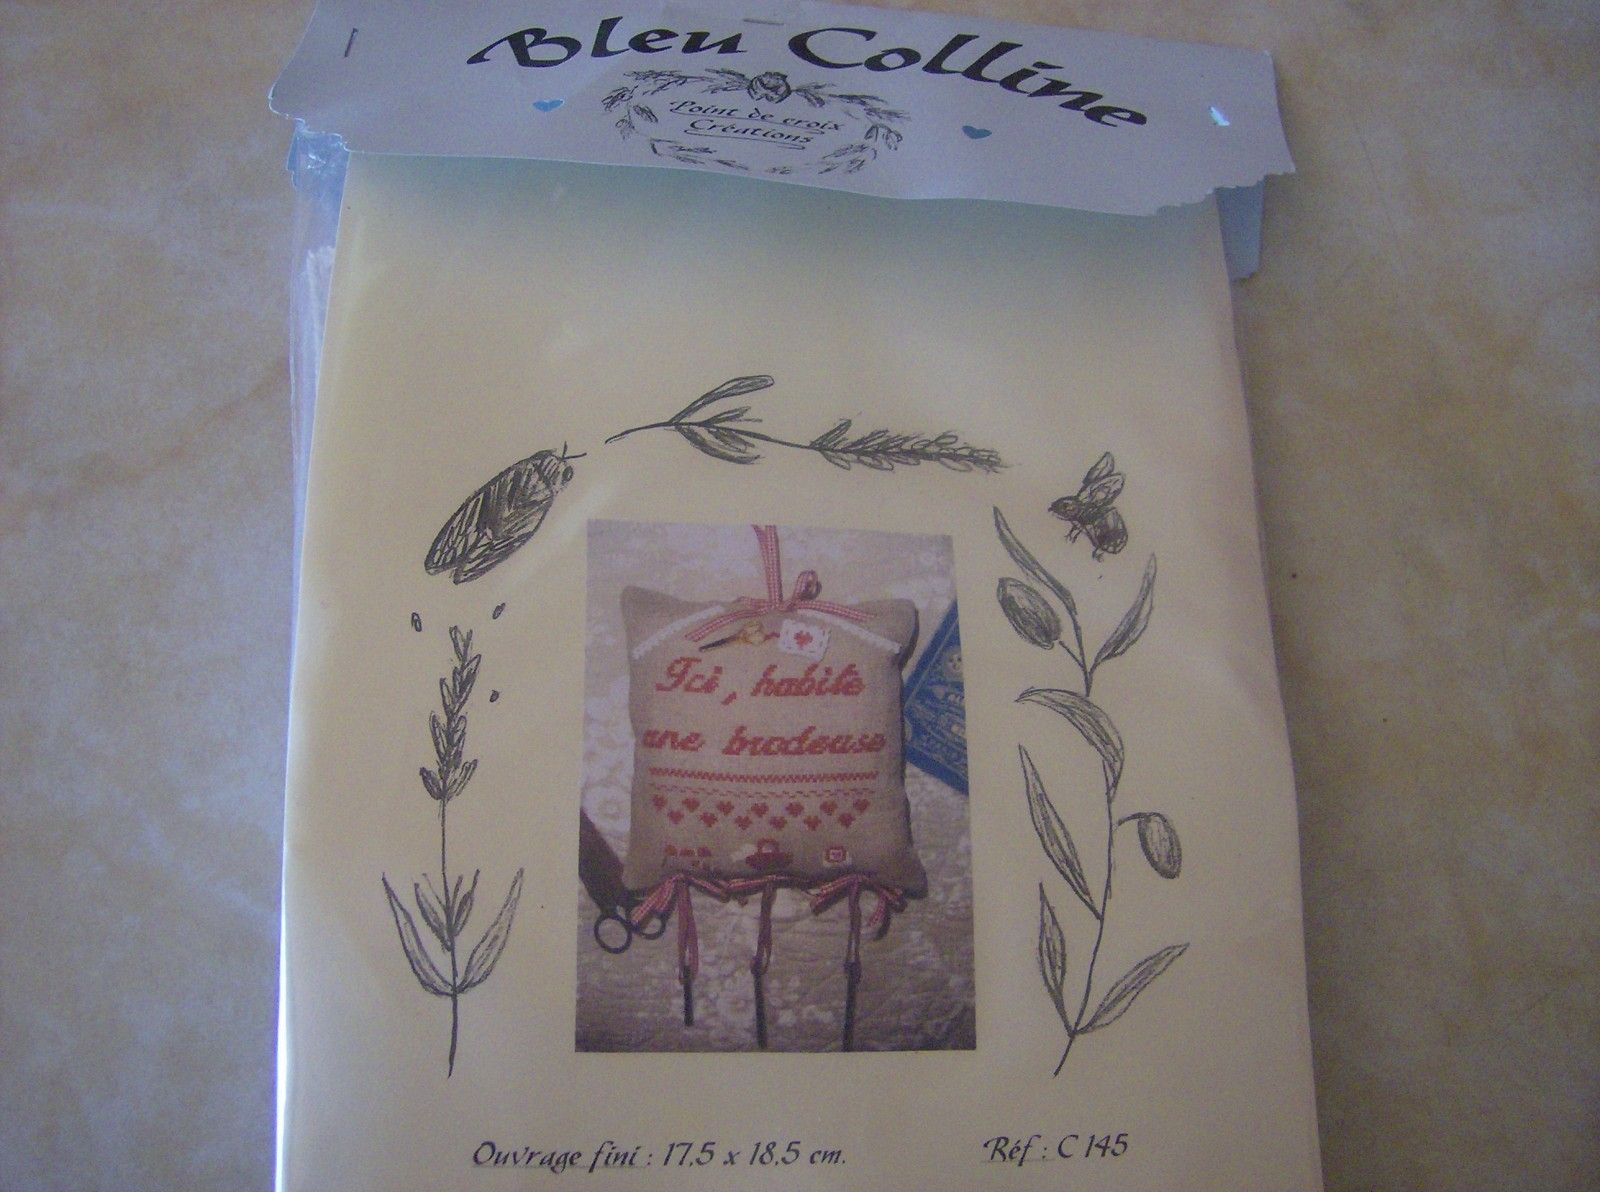 Bleu Colline
Point de croix
Créations
Ici, habite
une brodeuse
Ouvrage fini : 17,5 x 18,5 cm.
Réf : C 145